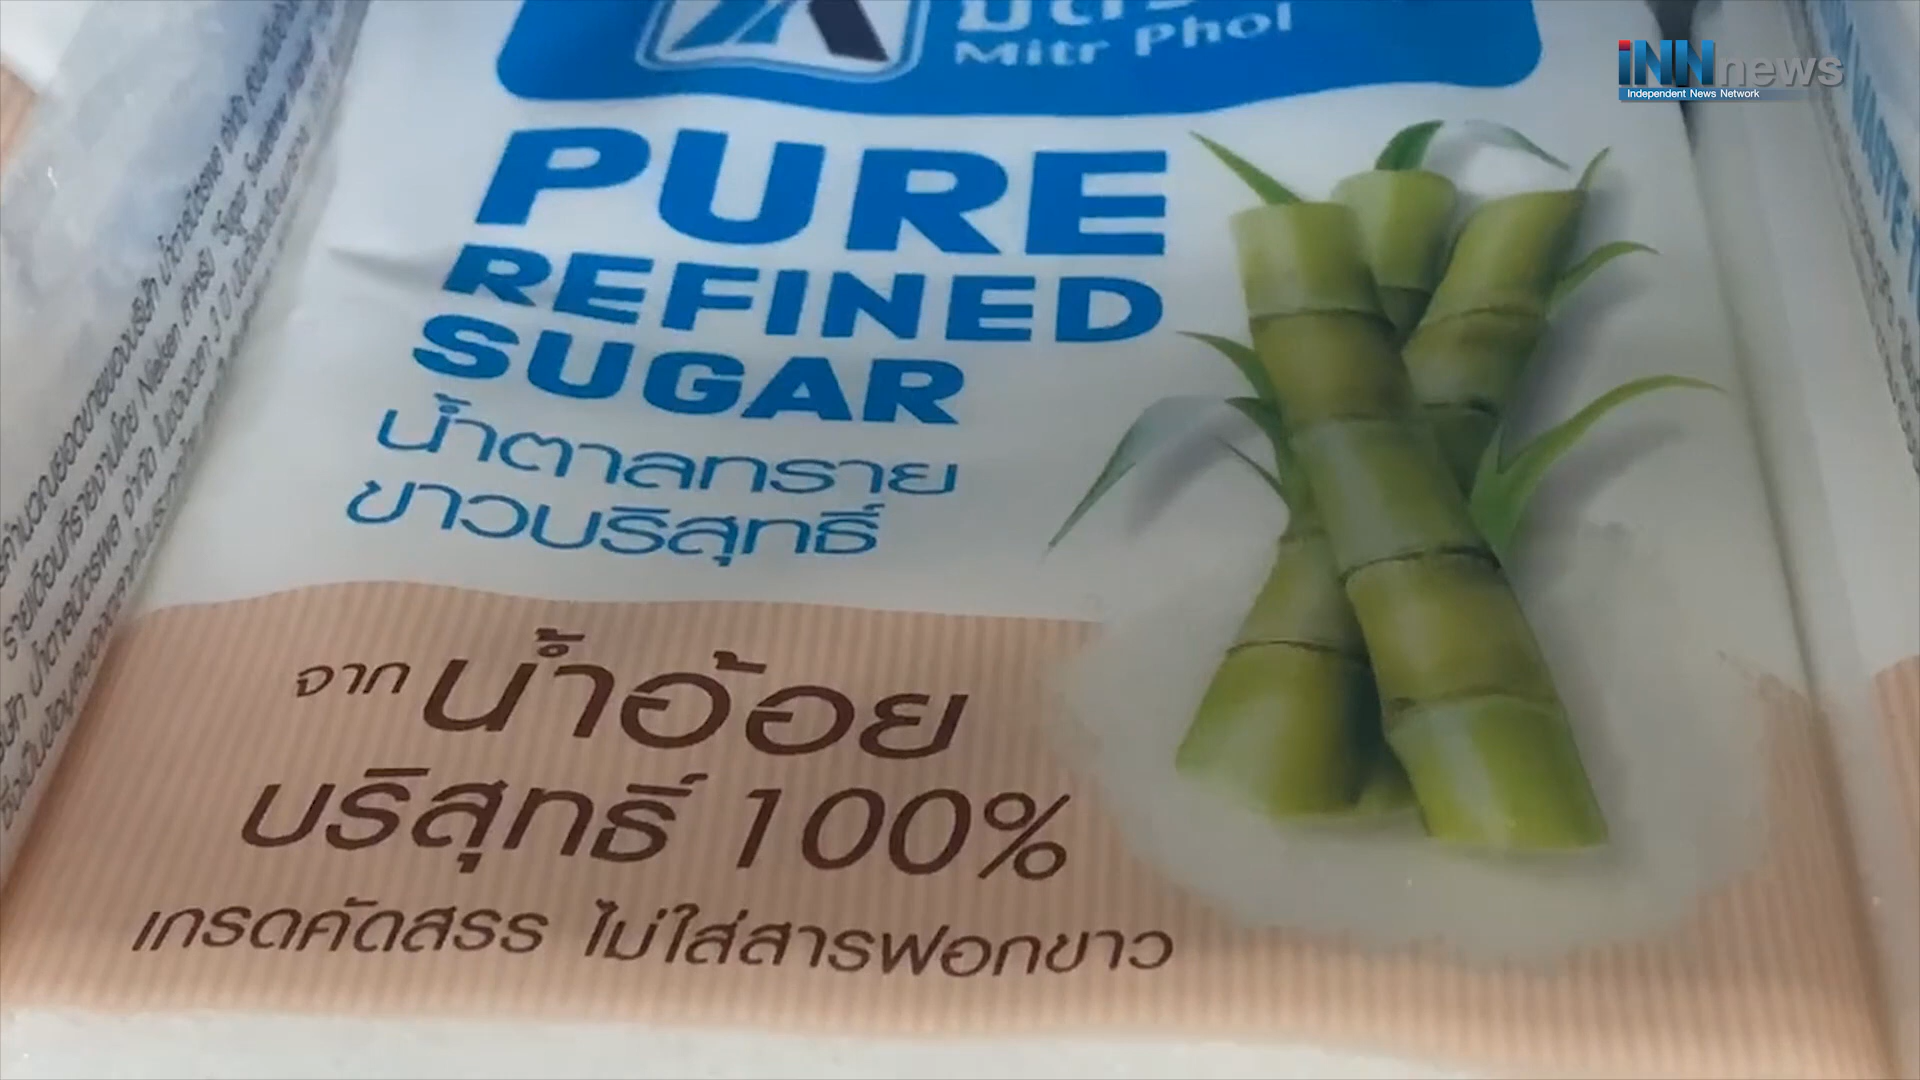 Mitr Phol
iNNnews
Independent News Network
PURE
REFINED
SUGAR
น้ำตาลทราย
ขาวบริสุทธิ์
จาก น้ำอ้อย
บริสุทธิ์ 100%
เกรดคัดสรร ไม่ใส่สารฟอกขาว